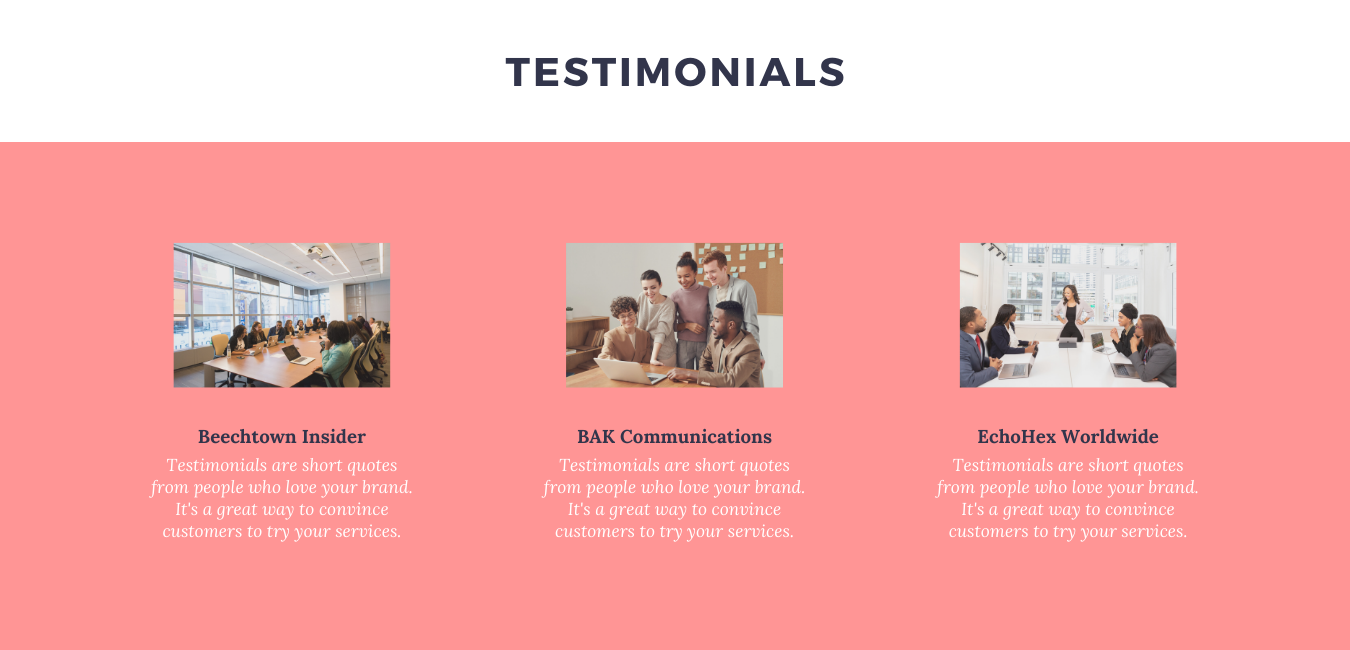 TESTIMONIALS
Beechtown Insider
Testimonials are short quotes
from people who love your brand.
It's a great way to convince
customers to try your services.
BAK Communications
Testimonials are short quotes
from people who love your brand.
It's a great way to convince
customers to try your services.
EchoHex Worldwide
Testimonials are short quotes
from people who love your brand.
It's a great way to convince
customers to try your services.